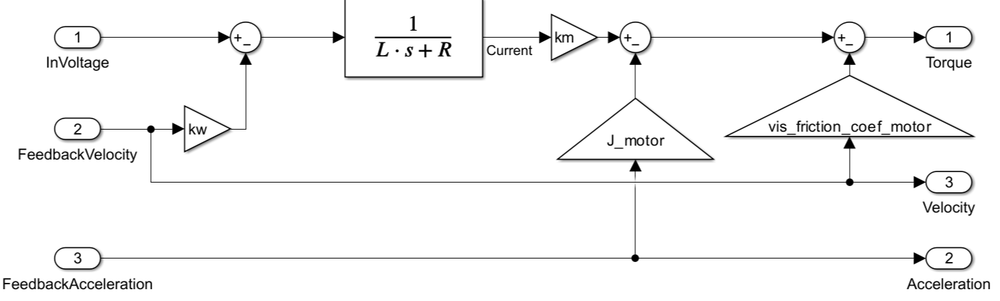 1
InVoltage
+
_
1
L · s + R
Current
km
+
_
+
_
1
Torque
2
FeedbackVelocity
kw
J_motor
vis_friction_coef_motor
3
Velocity
3
FeedbackAcceleration
2
Acceleration